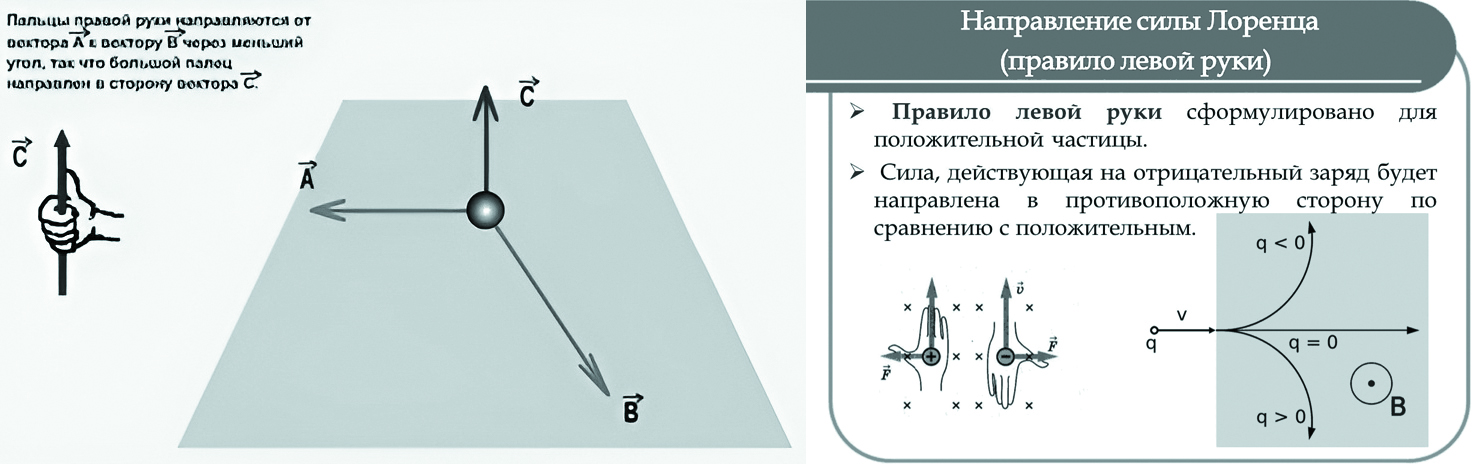 Пальцы правой руки направляются от
вектора A к вектору B через меньший
угол, так что большой палец
направлен в сторону вектора C.
C
C
A
B
Направление силы Лоренца
(правило левой руки)
Правило левой руки сформулировано для
положительной частицы.
Сила, действующая на отрицательный заряд будет
направлена в противоположную сторону по
сравнению с положительным.
F
+
υ
−
F
q
v
q < 0
q = 0
q > 0
B